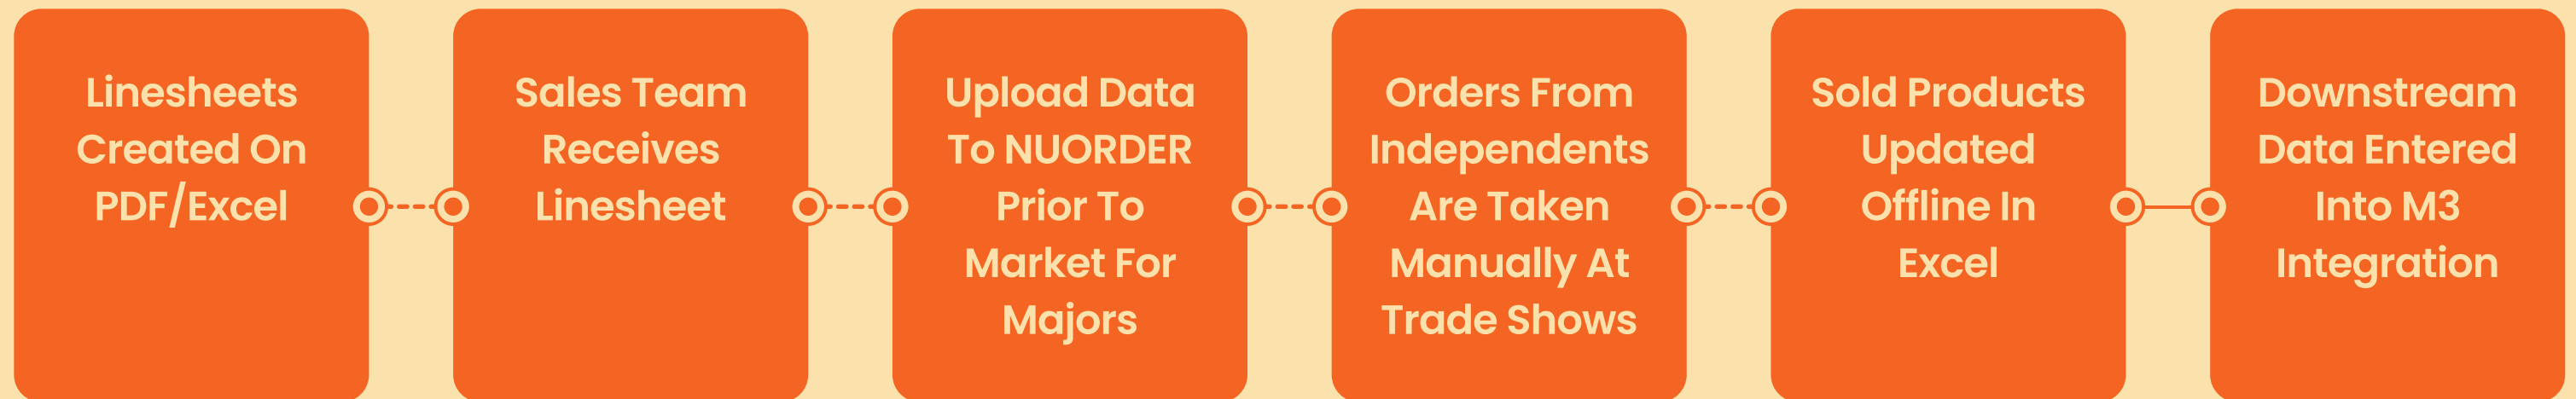 Linesheets
Created On
PDF/Excel
Sales Team
Receives
Linesheet
Upload Data
To NUORDER
Prior To
Market For
Majors
Orders From
Independents
Are Taken
Manually At
Trade Shows
Sold Products
Updated
Offline In
Excel
Downstream
Data Entered
Into M3
Integration